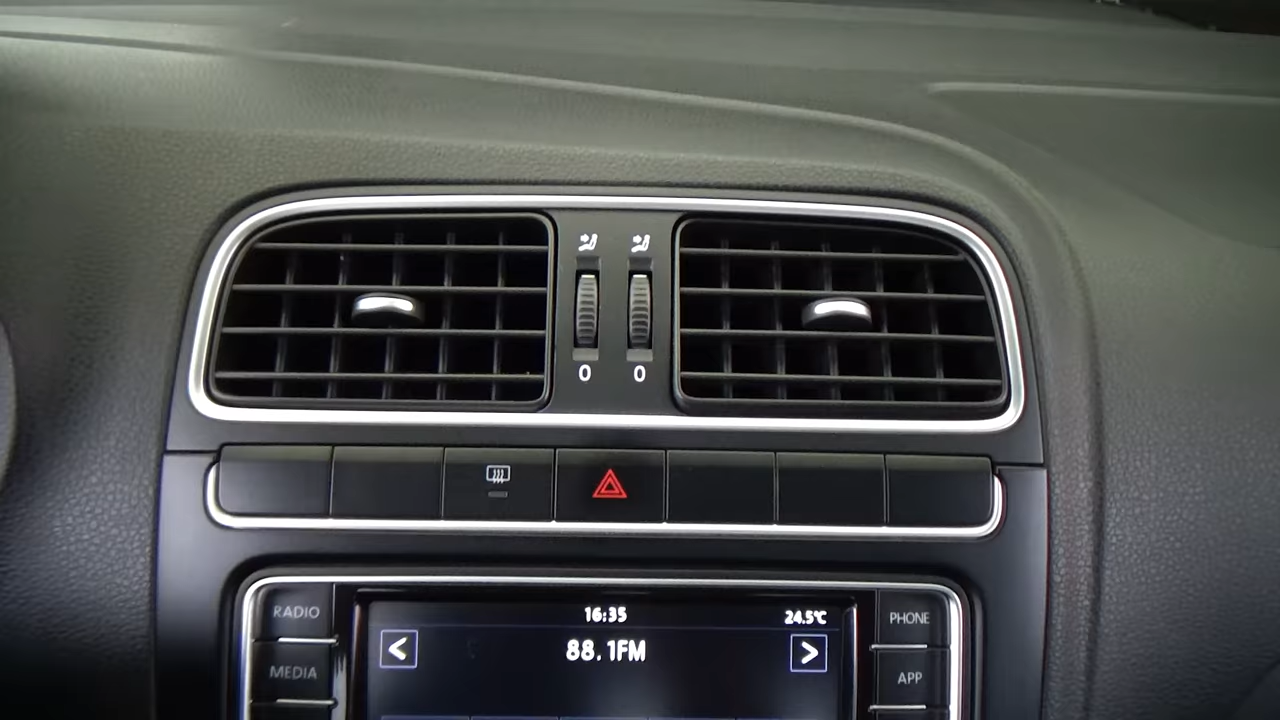 0 0
RADIO
16:35
24.5℃
PHONE
<
88.1FM
>
MEDIA
APP